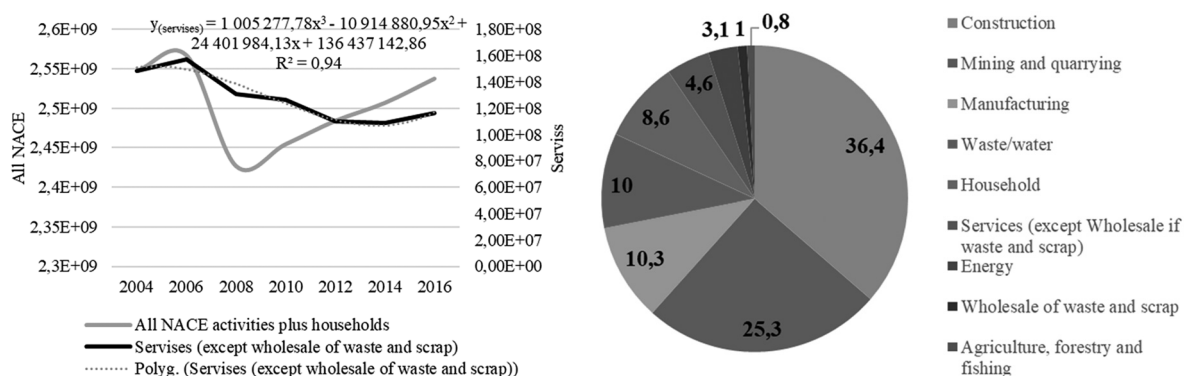 y(servises) = 1 005 277,78x³ - 10 914 880,95x² +
24 401 984,13x + 136 437 142,86
R² = 0,94
All NACE
2,6E+09
2,55E+09
2,5E+09
2,45E+09
2,4E+09
2,35E+09
2,3E+09
1,80E+08
1,60E+08
1,40E+08
1,20E+08
1,00E+08
8,00E+07
6,00E+07
4,00E+07
2,00E+07
0,00E+00
Serviss
2004 2006 2008 2010 2012 2014 2016
All NACE activities plus households
Servises (except wholesale of waste and scrap)
Polyg. (Servises (except wholesale of waste and scrap))
36,4
25,3
10,3
10
8,6
4,6
3,1
1
0,8
Construction
Mining and quarrying
Manufacturing
Waste/water
Household
Services (except Wholesale if
waste and scrap)
Energy
Wholesale of waste and scrap
Agriculture, forestry and
fishing